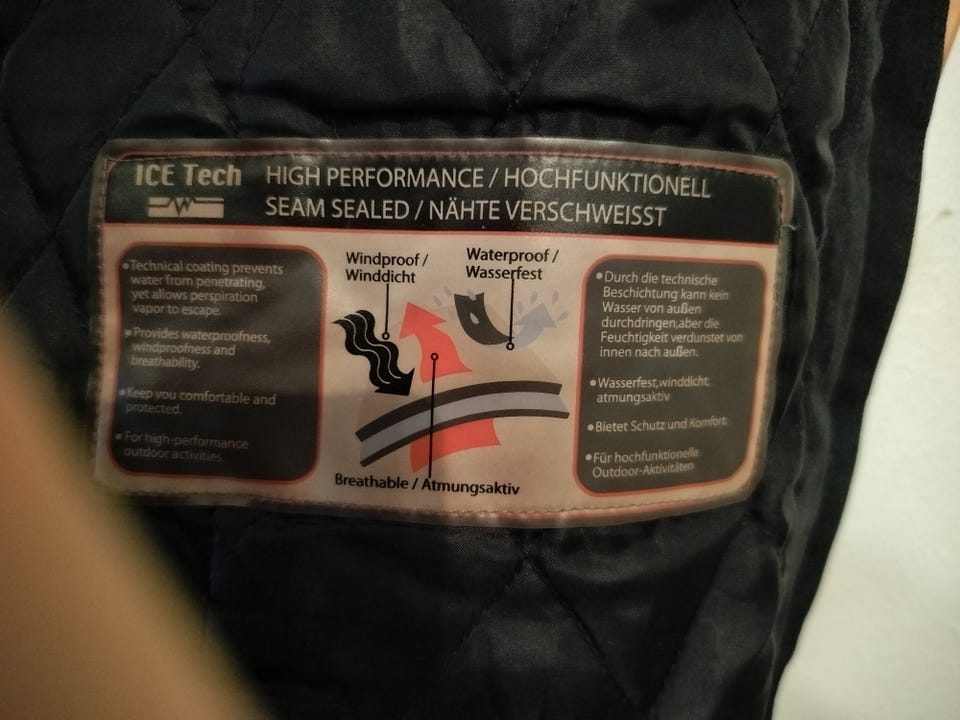 ICE Tech
HIGH PERFORMANCE / HOCHFUNKTIONELL
SEAM SEALED / NÄHTE VERSCHWEISST
•Technical coating prevents
water from penetrating,
yet allows perspiration
vapor to escape.
•Provides waterproofness,
windproofness and
breathability.
•Keep you comfortable and
protected.
•For high-performance
outdoor activities.
Windproof /
Winddicht
Waterproof /
Wasserfest
Breathable / Atmungsaktiv
•Durch die technische
Beschichtung kann kein
Wasser von außen
durchdringen,aber die
Feuchtigkeit verdunstet von
innen nach außen.
•Wasserfest,winddicht,
atmungsaktiv
•Bietet Schutz und Komfort.
•Für hochfunktionelle
Outdoor-Aktivitäten